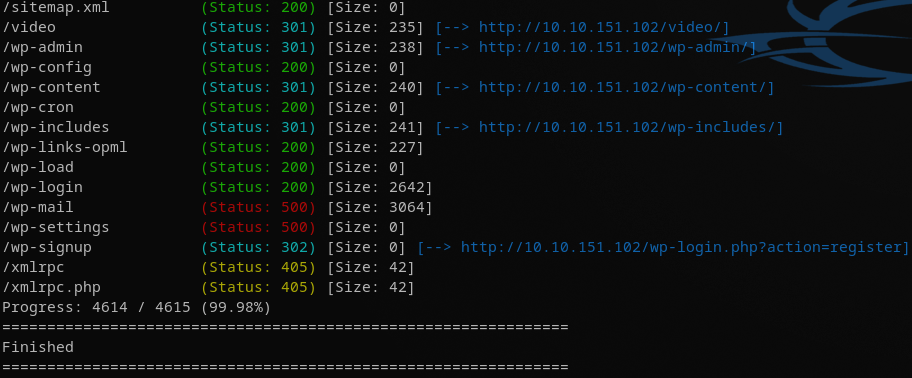 /sitemap.xml (Status: 200) [Size: 0]
/video (Status: 301) [Size: 235] [--> http://10.10.151.102/video/]
/wp-admin (Status: 301) [Size: 238] [--> http://10.10.151.102/wp-admin/]
/wp-config (Status: 200) [Size: 0]
/wp-content (Status: 301) [Size: 240] [--> http://10.10.151.102/wp-content/]
/wp-cron (Status: 200) [Size: 0]
/wp-includes (Status: 301) [Size: 241] [--> http://10.10.151.102/wp-includes/]
/wp-links-opml (Status: 200) [Size: 227]
/wp-load (Status: 200) [Size: 0]
/wp-login (Status: 200) [Size: 2642]
/wp-mail (Status: 500) [Size: 3064]
/wp-settings (Status: 500) [Size: 0]
/wp-signup (Status: 302) [Size: 0] [--> http://10.10.151.102/wp-login.php?action=register]
/xmlrpc (Status: 405) [Size: 42]
/xmlrpc.php (Status: 405) [Size: 42]
Progress: 4614 / 4615 (99.98%)
===============================================================
Finished
===============================================================